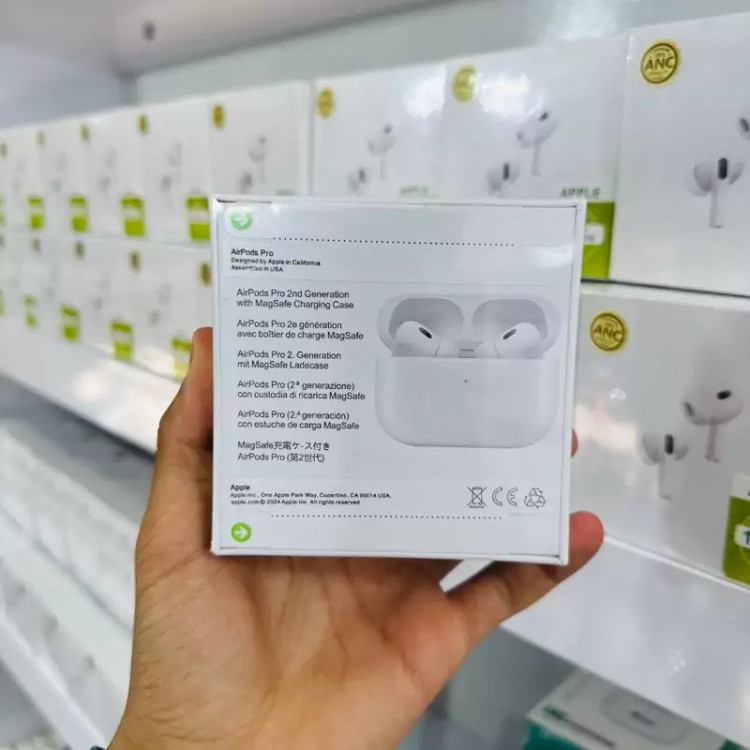 ANC
ANC
APPLE
AirPods Pro
Designed by Apple in California
Assembled in USA
AirPods Pro 2nd Generation
with MagSafe Charging Case
AirPods Pro 2e génération
avec boîtier de charge MagSafe
AirPods Pro 2. Generation
mit MagSafe Ladecase
AirPods Pro (2ª generazione)
con custodia di ricarica MagSafe
AirPods Pro (2.ª generación)
con estuche de carga MagSafe
MagSafe充電ケース付き
AirPods Pro (第2世代)
Apple
Apple Inc., One Apple Park Way, Cupertino, CA 95014 USA.
apple.com © 2024 Apple Inc. All rights reserved
CE